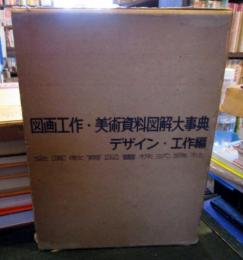 図画工作・美術資料図解大事典
デザイン・工作編
全国教育図書株式會社